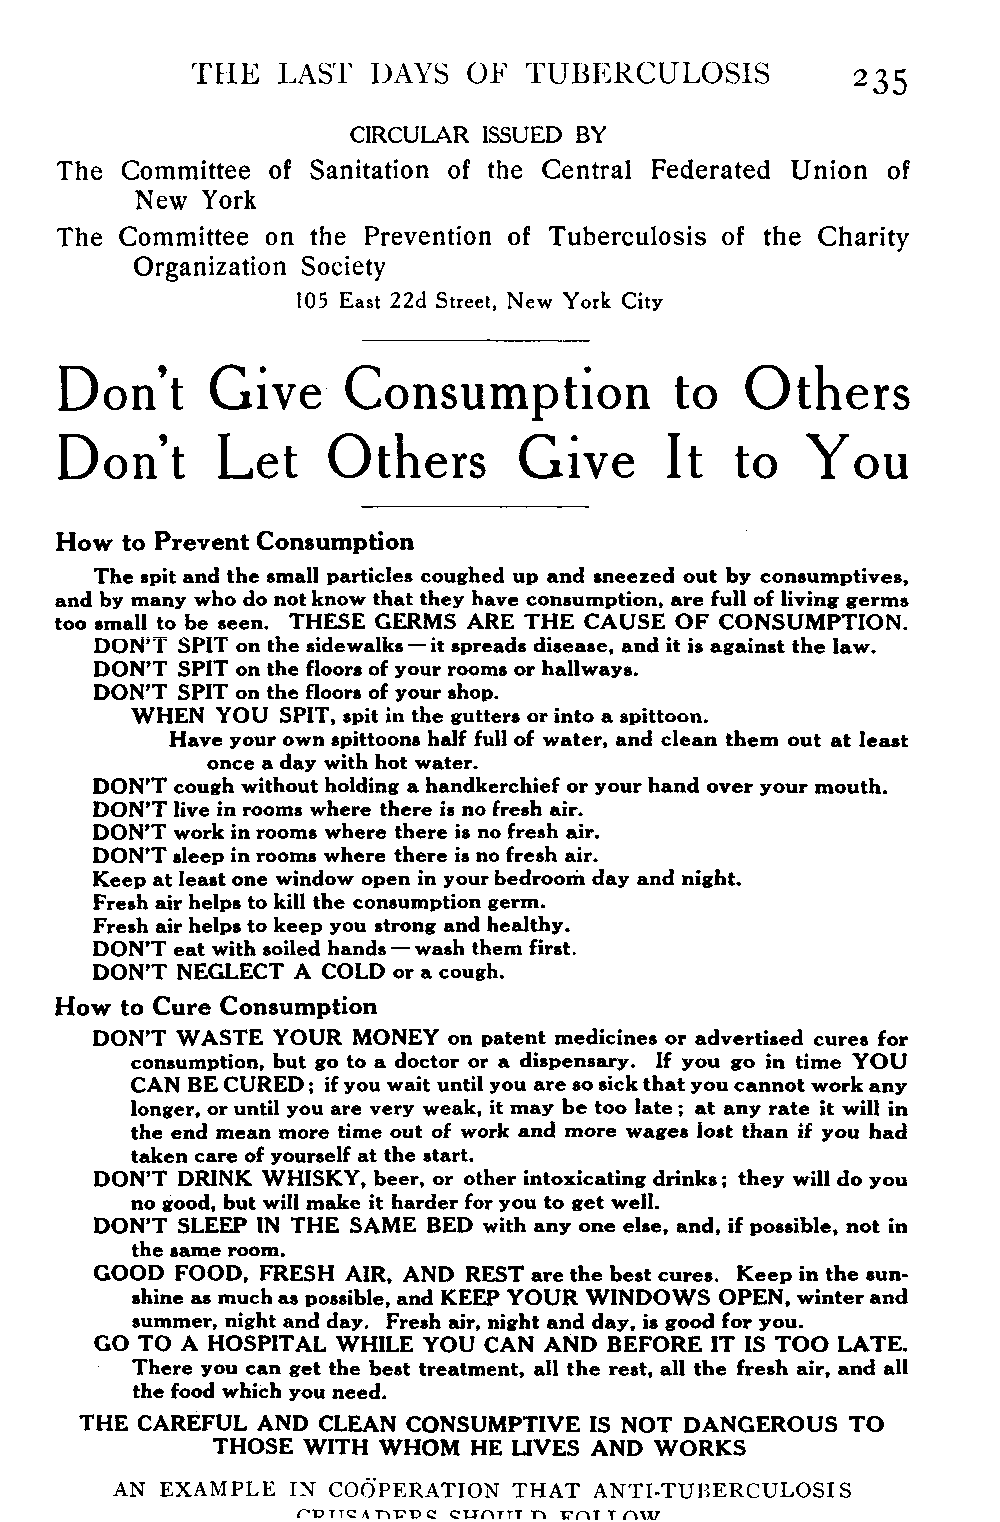 THE LAST DAYS OF TUBERCULOSIS 235
CIRCULAR ISSUED BY
The Committee of Sanitation of the Central Federated Union of
New York
The Committee on the Prevention of Tuberculosis of the Charity
Organization Society
105 East 22d Street, New York City
Don't Give Consumption to Others
Don't Let Others Give It to You
How to Prevent Consumption
The spit and the small particles coughed up and sneezed out by consumptives,
and by many who do not know that they have consumption, are full of living germs
too small to be seen. THESE GERMS ARE THE CAUSE OF CONSUMPTION.
DON'T SPIT on the sidewalks—it spreads disease, and it is against the law.
DON'T SPIT on the floors of your rooms or hallways.
DON'T SPIT on the floors of your shop.
WHEN YOU SPIT, spit in the gutters or into a spittoon.
Have your own spittoons half full of water, and clean them out at least
once a day with hot water.
DON'T cough without holding a handkerchief or your hand over your mouth.
DON'T live in rooms where there is no fresh air.
DON'T work in rooms where there is no fresh air.
DON'T sleep in rooms where there is no fresh air.
Keep at least one window open in your bedroom day and night.
Fresh air helps to kill the consumption germ.
Fresh air helps to keep you strong and healthy.
DON'T eat with soiled hands—wash them first.
DON'T NEGLECT A COLD or a cough.
How to Cure Consumption
DON'T WASTE YOUR MONEY on patent medicines or advertised cures for
consumption, but go to a doctor or a dispensary. If you go in time YOU
CAN BE CURED; if you wait until you are so sick that you cannot work any
longer, or until you are very weak, it may be too late; at any rate it will in
the end mean more time out of work and more wages lost than if you had
taken care of yourself at the start.
DON'T DRINK WHISKY, beer, or other intoxicating drinks; they will do you
no good, but will make it harder for you to get well.
DON'T SLEEP IN THE SAME BED with any one else, and, if possible, not in
the same room.
GOOD FOOD, FRESH AIR, AND REST are the best cures. Keep in the sun-
shine as much as possible, and KEEP YOUR WINDOWS OPEN, winter and
summer, night and day. Fresh air, night and day, is good for you.
GO TO A HOSPITAL WHILE YOU CAN AND BEFORE IT IS TOO LATE.
There you can get the best treatment, all the rest, all the fresh air, and all
the food which you need.
THE CAREFUL AND CLEAN CONSUMPTIVE IS NOT DANGEROUS TO
THOSE WITH WHOM HE LIVES AND WORKS
AN EXAMPLE IN COÖPERATION THAT ANTI-TUBERCULOSIS
CRUSADERS SHOULD FOLLOW